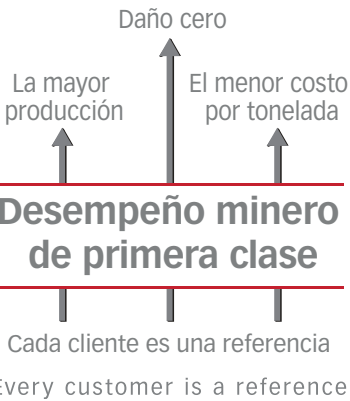 Daño cero
La mayor
producción
El menor costo
por tonelada
Desempeño minero
de primera clase
Cada cliente es una referencia
Every customer is a reference